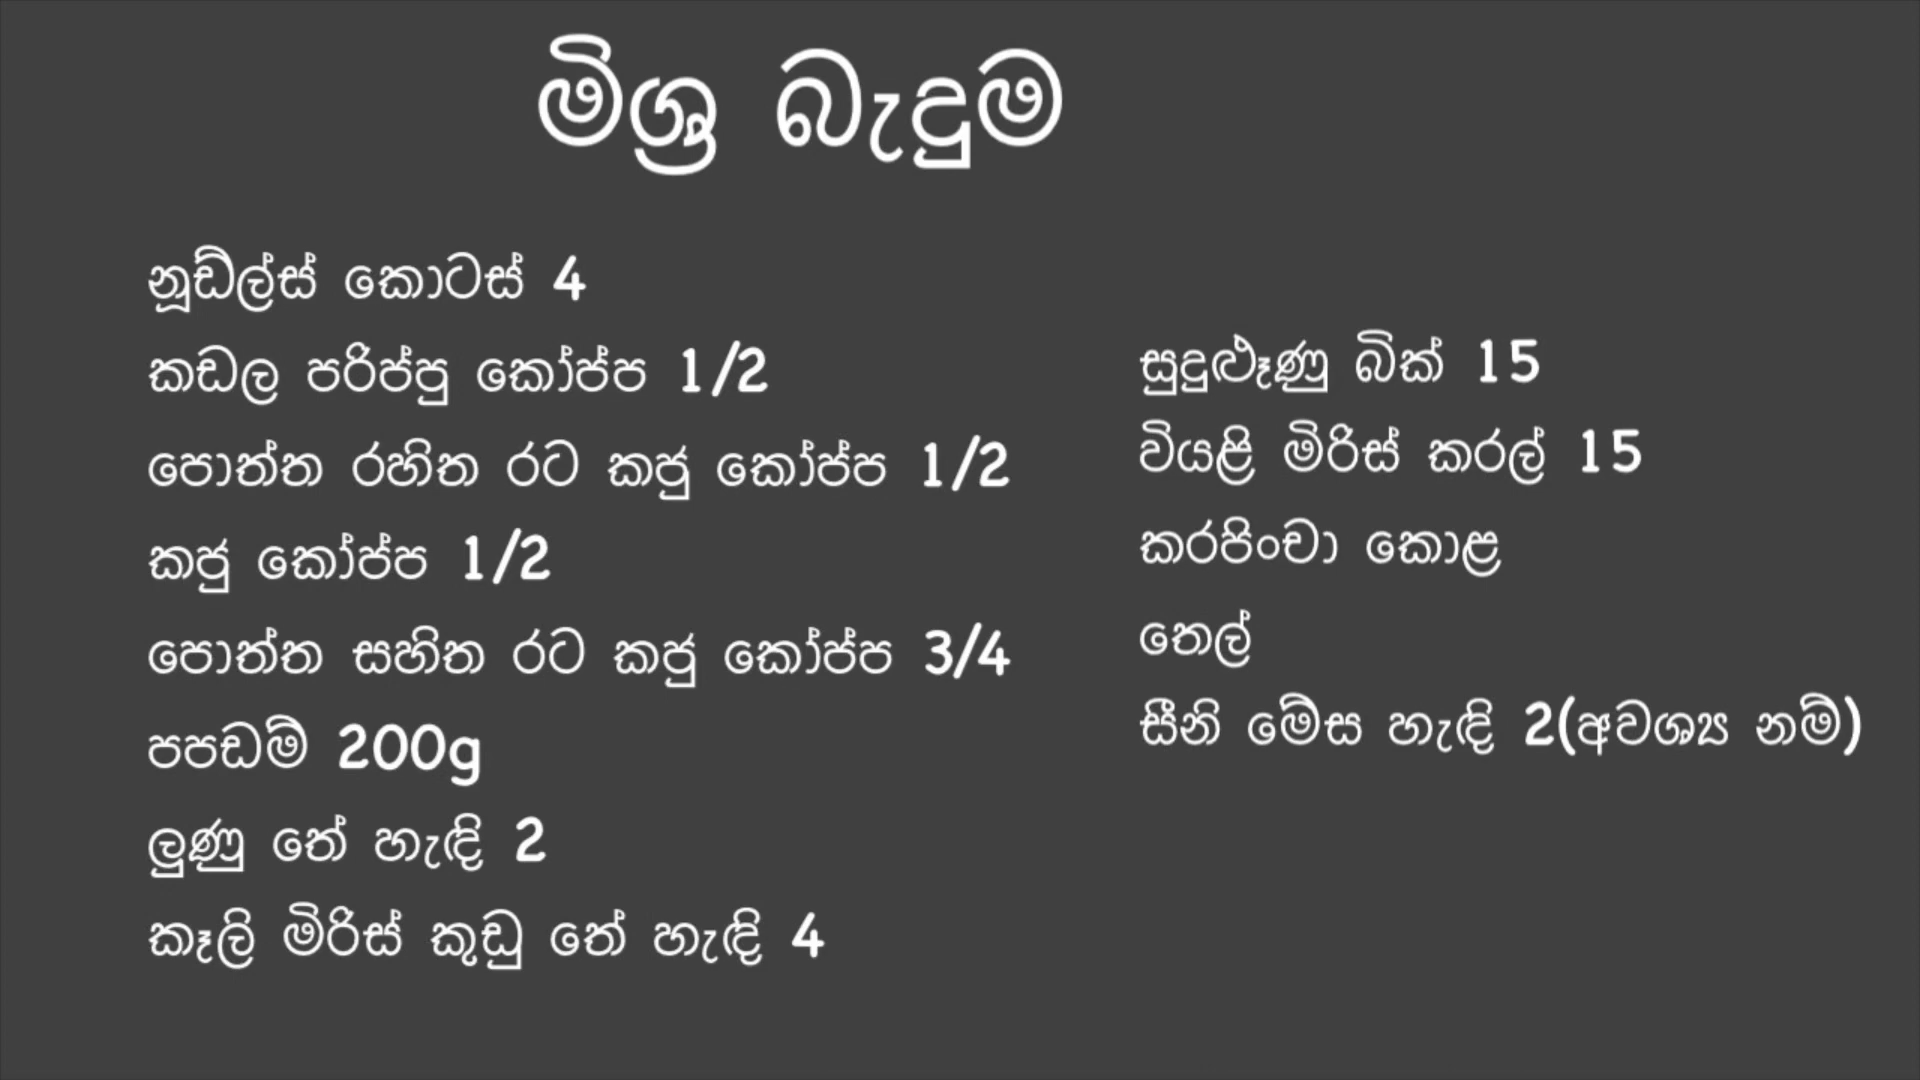 මිශ්‍ර බැදුම
නූඩ්ල්ස් කොටස් 4
කඩල පරිප්පු කෝප්ප 1/2
පොත්ත රහිත රට කජු කෝප්ප 1/2
කජු කෝප්ප 1/2
පොත්ත සහිත රට කජු කෝප්ප 3/4
පපඩම් 200g
ලුණු තේ හැඳි 2
කෑලි මිරිස් කුඩු තේ හැඳි 4
සුදුළූණු බික් 15
වියළි මිරිස් කරල් 15
කරපිංචා කොළ
තෙල්
සීනි මේස හැඳි 2(අවශ්‍ය නම්)